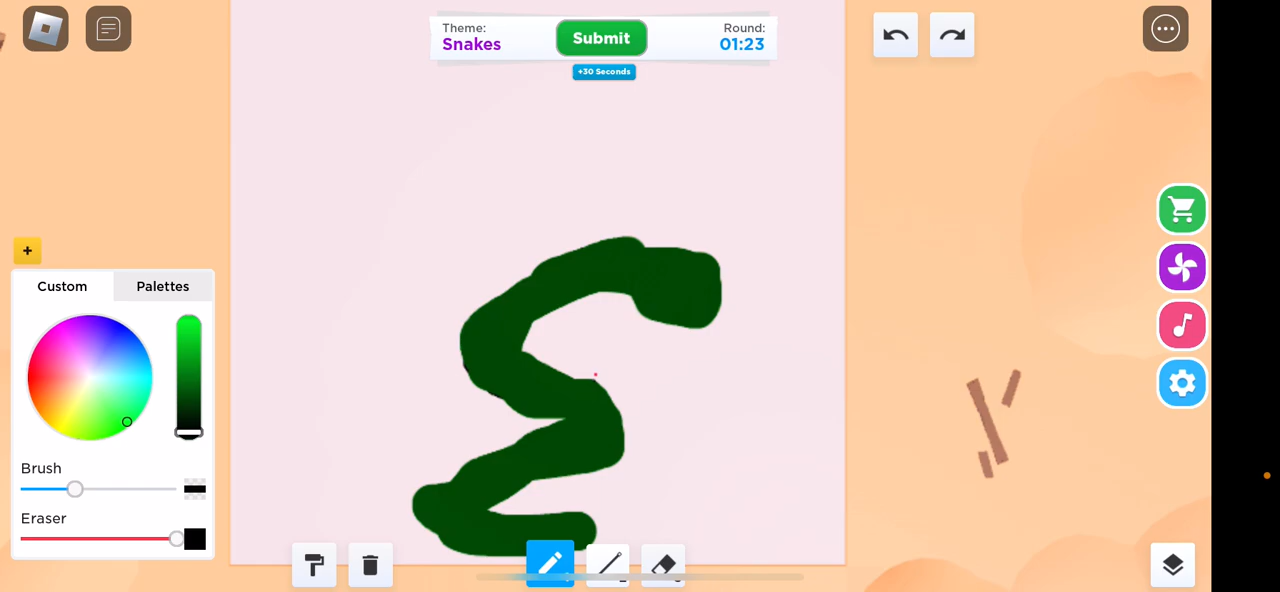 Theme:
Snakes
Submit
Round:
01:23
+30 Seconds
+
Custom
Palettes
Brush
Eraser